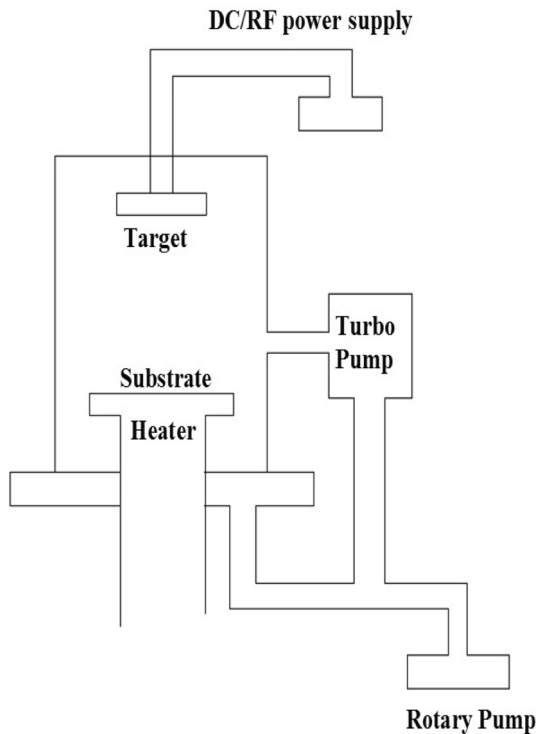 DC/RF power supply
Target
Turbo
Pump
Substrate
Heater
Rotary Pump